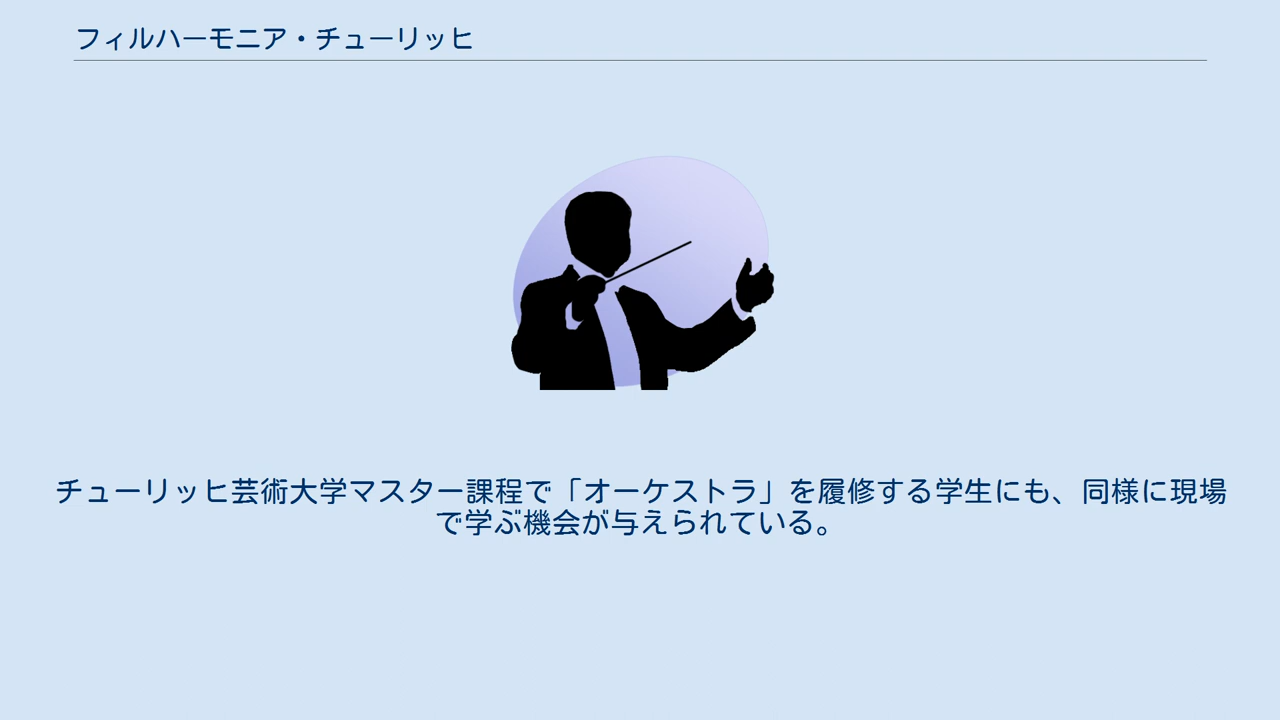 フィルハーモニア・チューリッヒ
チューリッヒ芸術大学マスター課程で「オーケストラ」を履修する学生にも、同様に現場
で学ぶ機会が与えられている。